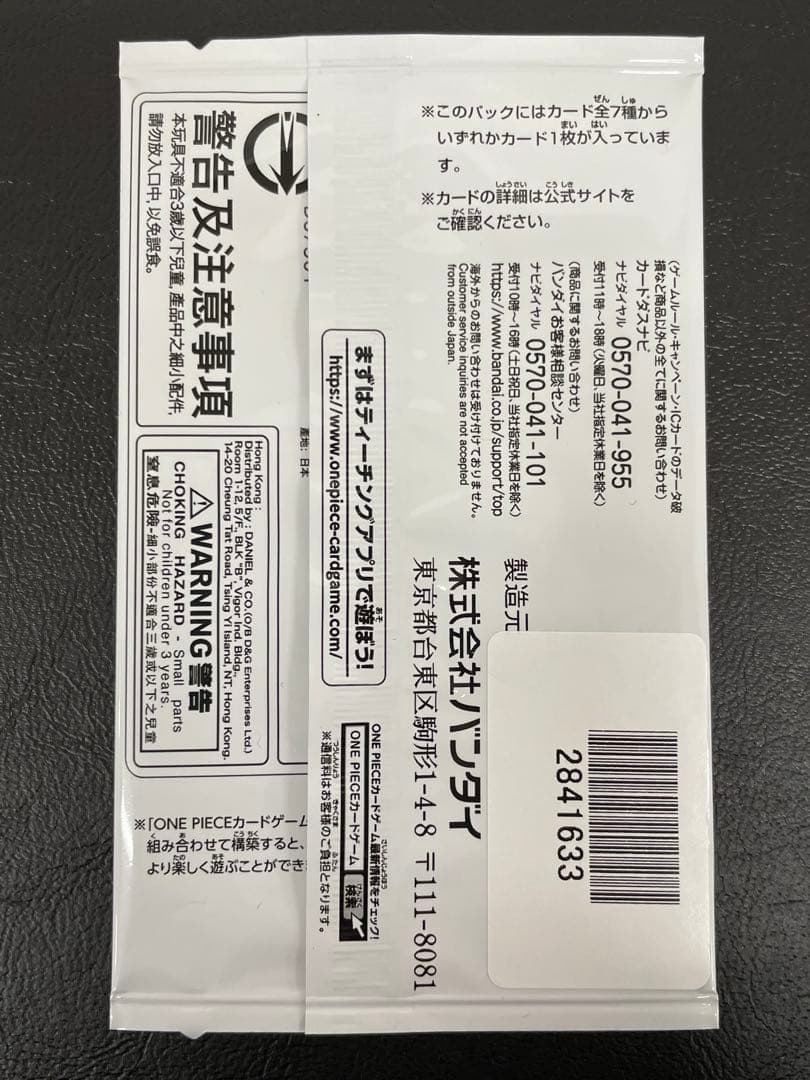 ※このパックにはカード全7種から
いずれかカード1枚が入っていま
す。
※カードの詳細は公式サイトを
ご確認ください。
〈ゲームルール・キャンペーン・ICカードのデータ破
損など商品以外の全てに関するお問い合わせ〉
カードダスナビ
ナビダイヤル 0570-041-955
受付11時～18時（火曜日、当社指定休業日を除く）
〈商品に関するお問い合わせ〉
バンダイお客様相談センター
ナビダイヤル 0570-041-101
受付10時～16時（土日祝日、当社指定休業日を除く）
https://www.bandai.co.jp/support/top
海外からのお問い合わせは受け付けておりません。
Customer service inquiries are not accepted
from outside Japan.
製造元
株式会社バンダイ
東京都台東区駒形1-4-8 〒111-8081
まずはティーチングアプリで遊ぼう!
https://www.onepiece-cardgame.com/
ONE PIECEカードゲーム最新情報をチェック!
ONE PIECEカードゲーム 検索
※通信料はお客様のご負担となります。
2841633
警告及注意事項
本玩具不適合3歲以下兒童,產品中之細小配件,
請勿放入口中,以免誤食。
產地：日本
Hong Kong :
Distributed by : DANIEL & CO.(O/B D&G Enterprises Ltd.)
Room 1-12, 5/F., BLK "B", Vigor Ind. Bldg.,
14-20 Cheung Tat Road, Tsing Yi Island, NT, Hong Kong.
⚠WARNING警告
CHOKING HAZARD - Small parts
Not for children under 3 years.
窒息危險-細小部份不適合三歲或以下之兒童
※「ONE PIECEカードゲーム
組み合わせて構築すると、
より楽しく遊ぶことができ